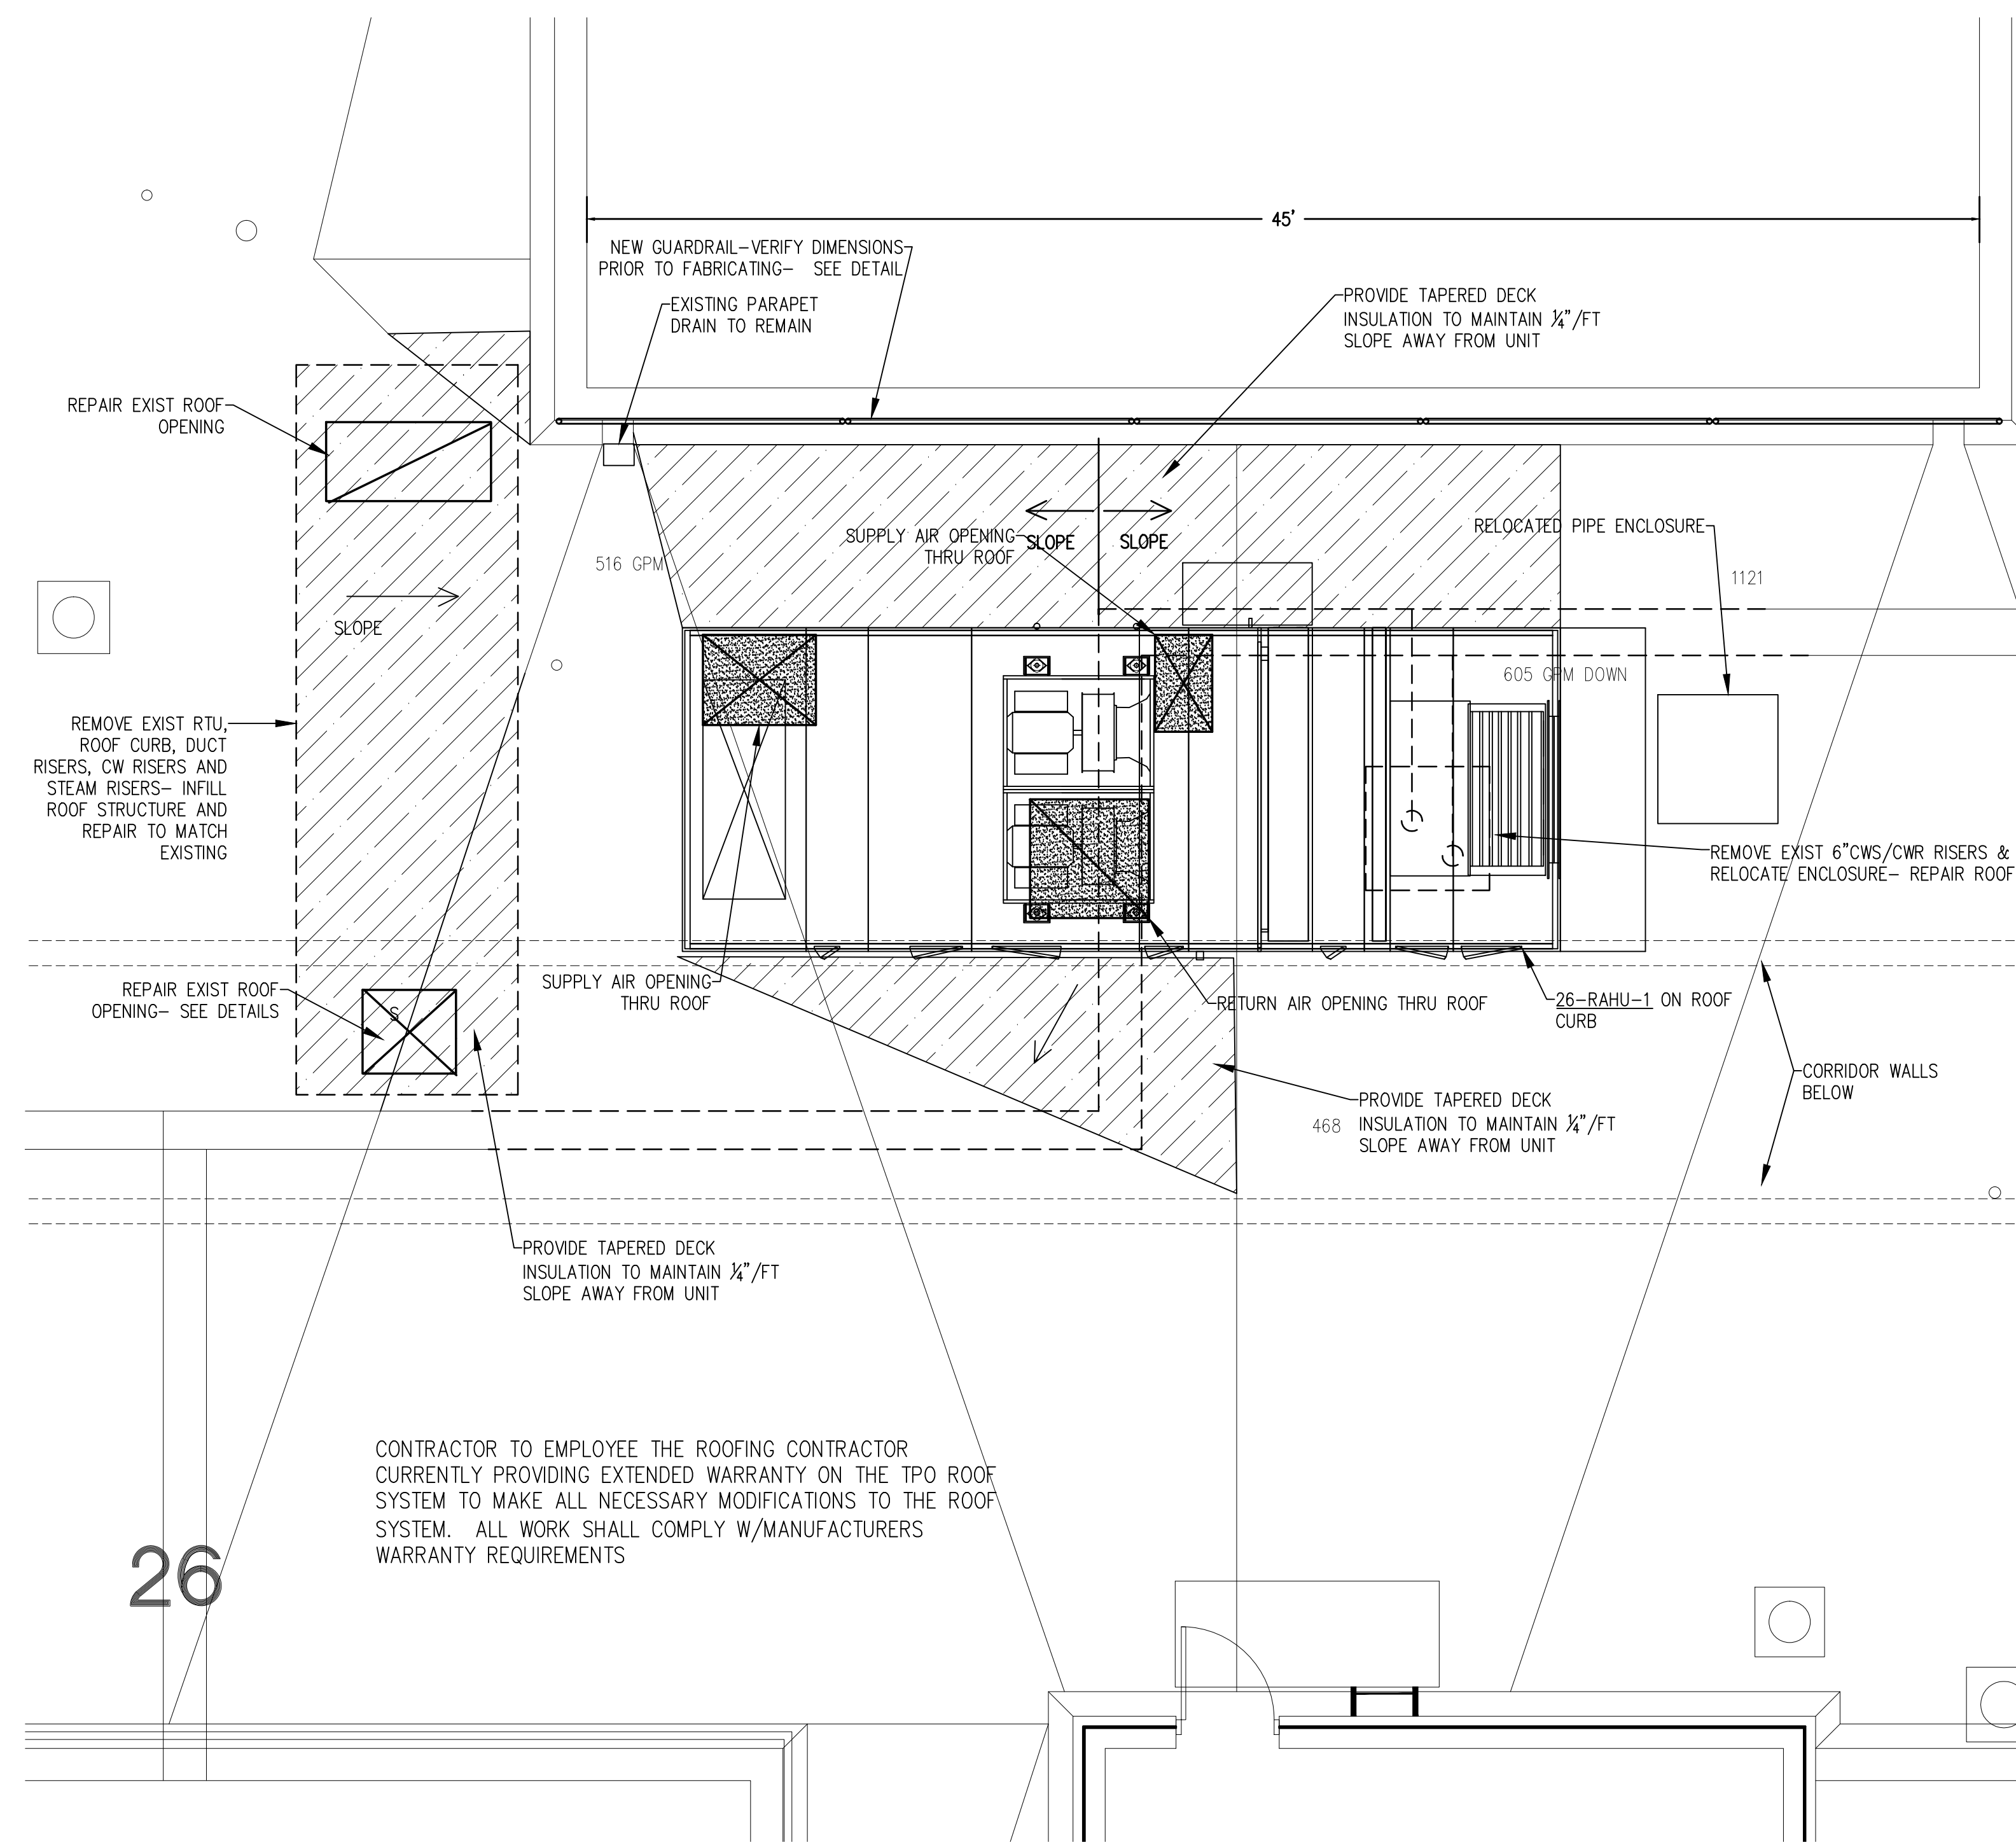 45'
NEW GUARDRAIL-VERIFY DIMENSIONS
PRIOR TO FABRICATING-  SEE DETAIL
EXISTING PARAPET
DRAIN TO REMAIN
PROVIDE TAPERED DECK
INSULATION TO MAINTAIN ¼"/FT
SLOPE AWAY FROM UNIT
REPAIR EXIST ROOF
OPENING
SUPPLY AIR OPENING
THRU ROOF
SLOPE
SLOPE
RELOCATED PIPE ENCLOSURE
516 GPM
1121
SLOPE
605 GPM DOWN
REMOVE EXIST RTU,
ROOF CURB, DUCT
RISERS, CW RISERS AND
STEAM RISERS- INFILL
ROOF STRUCTURE AND
REPAIR TO MATCH
EXISTING
REMOVE EXIST 6"CWS/CWR RISERS &
RELOCATE ENCLOSURE- REPAIR ROOF
SUPPLY AIR OPENING
THRU ROOF
REPAIR EXIST ROOF
OPENING- SEE DETAILS
S
RETURN AIR OPENING THRU ROOF
26-RAHU-1 ON ROOF
CURB
CORRIDOR WALLS
BELOW
PROVIDE TAPERED DECK
INSULATION TO MAINTAIN ¼"/FT
SLOPE AWAY FROM UNIT
468
PROVIDE TAPERED DECK
INSULATION TO MAINTAIN ¼"/FT
SLOPE AWAY FROM UNIT
CONTRACTOR TO EMPLOYEE THE ROOFING CONTRACTOR
CURRENTLY PROVIDING EXTENDED WARRANTY ON THE TPO ROOF
SYSTEM TO MAKE ALL NECESSARY MODIFICATIONS TO THE ROOF
SYSTEM.  ALL WORK SHALL COMPLY W/MANUFACTURERS
WARRANTY REQUIREMENTS
26